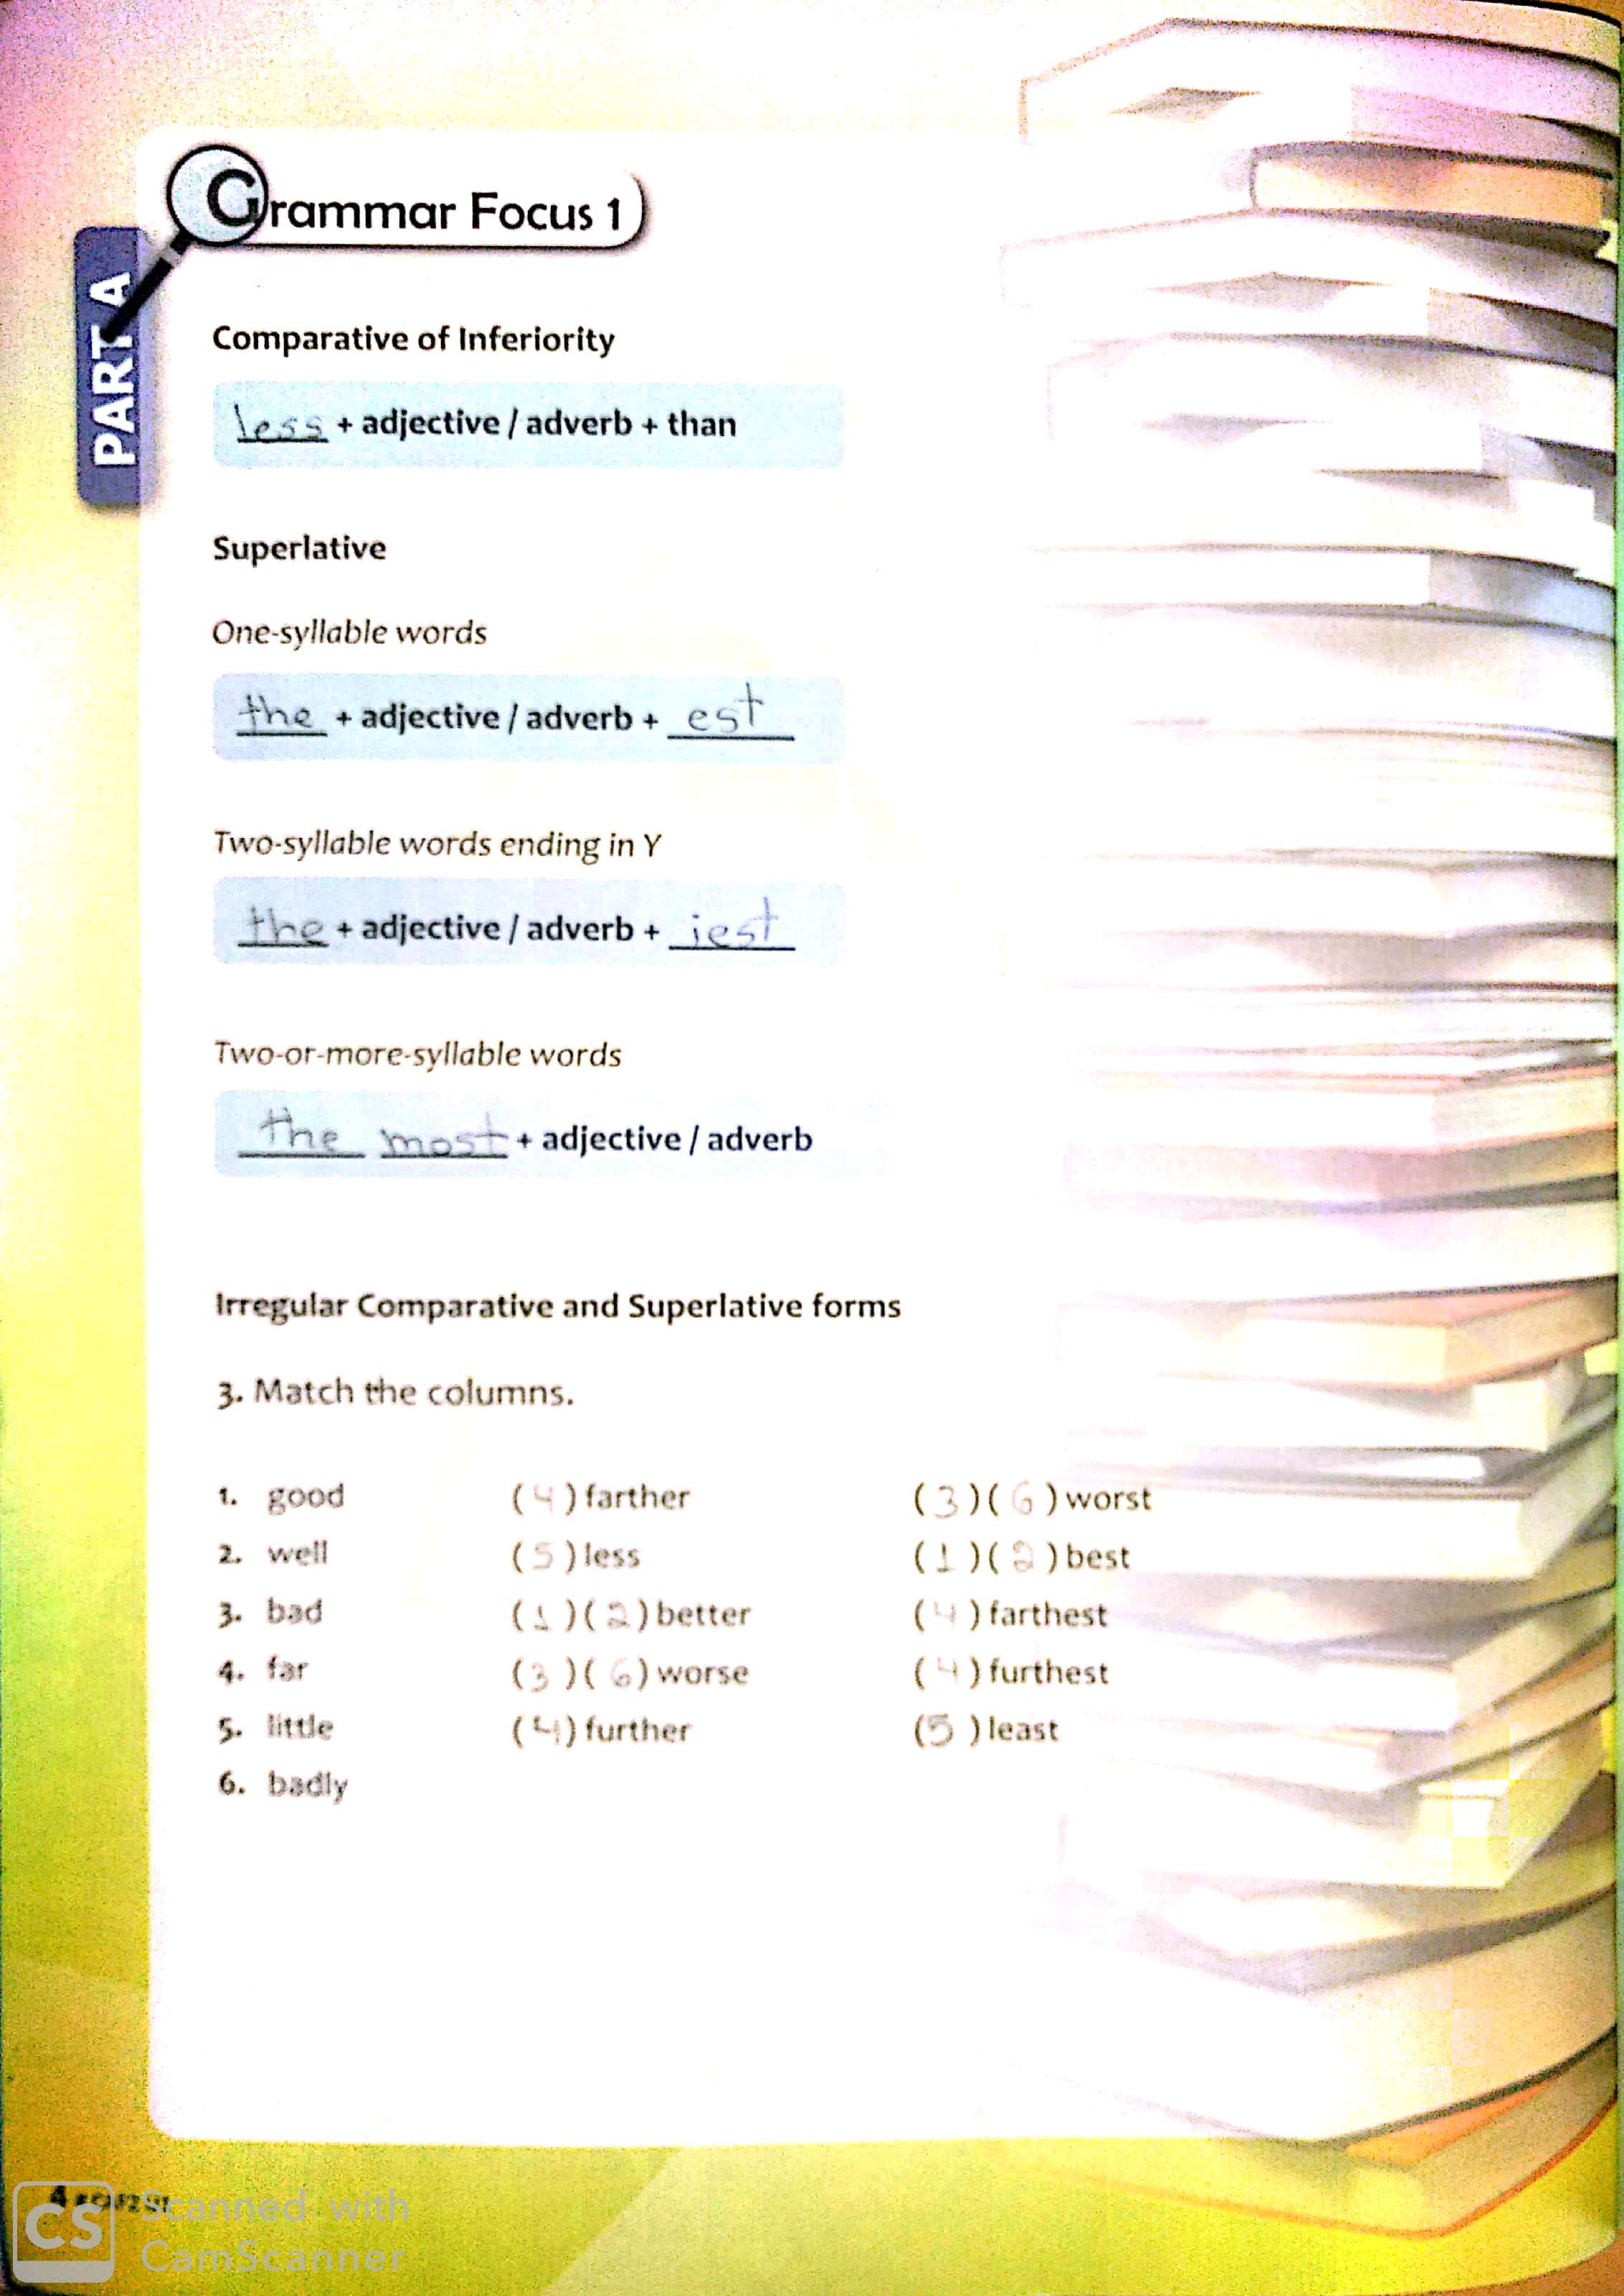 PART A
Grammar Focus 1
Comparative of Inferiority
less + adjective / adverb + than
Superlative
One-syllable words
the + adjective / adverb + est
Two-syllable words ending in Y
the + adjective / adverb + iest
Two-or-more-syllable words
the most + adjective / adverb
Irregular Comparative and Superlative forms
3. Match the columns.
1. good (4) farther (3)(6) worst
2. well (5) less (1)(2) best
3. bad (1)(2) better (4) farthest
4. far (3)(6) worse (4) furthest
5. little (4) further (5) least
6. badly
4
CS Scanned with
CamScanner